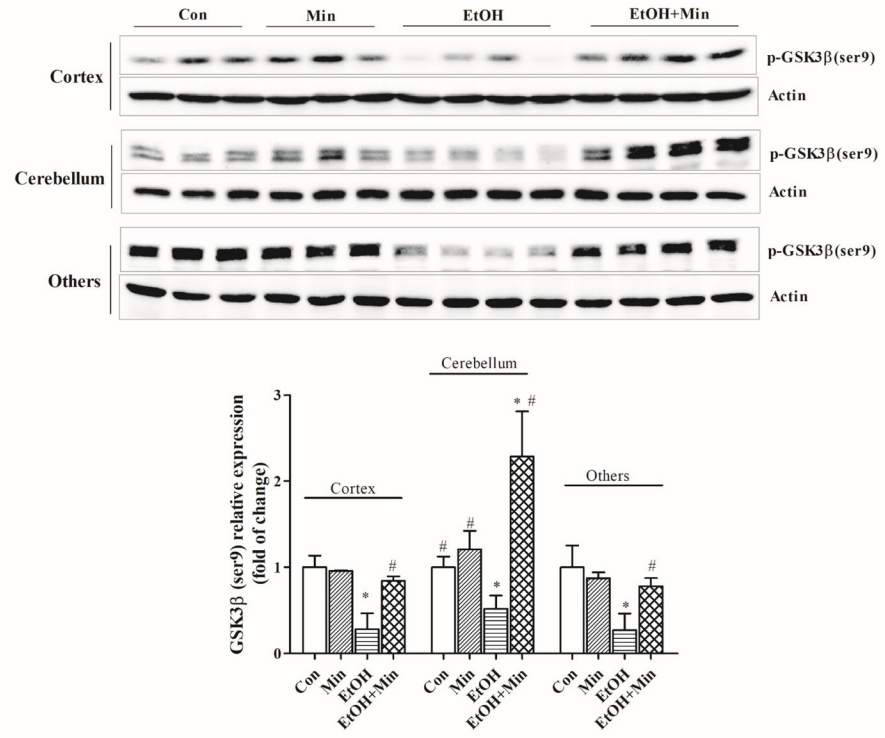 Con Min EtOH EtOH+Min
p-GSK3β(ser9)
Cortex
Actin
p-GSK3β(ser9)
Cerebellum
Actin
p-GSK3β(ser9)
Others
Actin
Cerebellum
3
* #
2
Others
Cortex
GSK3β (ser9) relative expression
(fold of change)
# #
1
# #
* * *
0
Con Min EtOH EtOH+Min Con Min EtOH EtOH+Min Con Min EtOH EtOH+Min